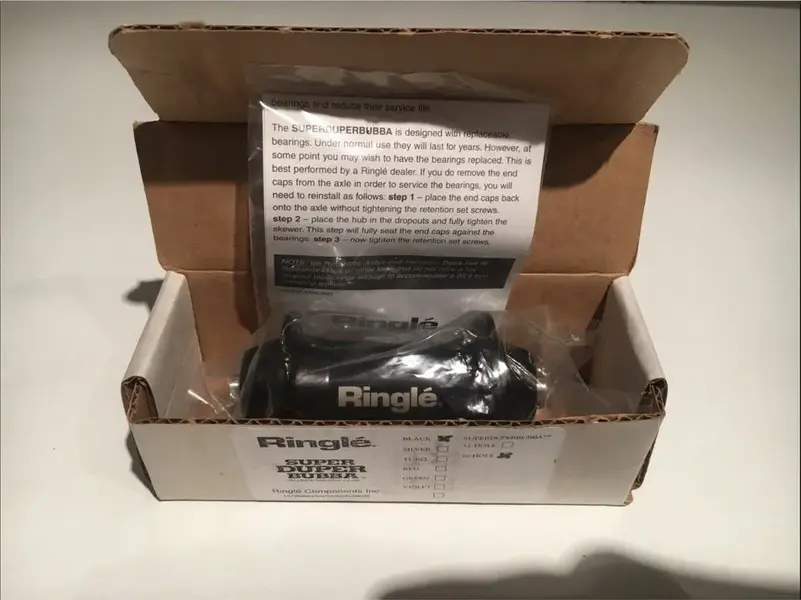 bearings and reduce their service life.
The SUPERDUPERBUBBA is designed with replaceable
bearings. Under normal use they will last for years. However, at
some point you may wish to have the bearings replaced. This is
best performed by a Ringlé dealer. If you do remove the end
caps from the axle in order to service the bearings, you will
need to reinstall as follows: step 1 – place the end caps back
onto the axle without tightening the retention set screws.
step 2 – place the hub in the dropouts and fully tighten the
skewer. This step will fully seat the end caps against the
bearings. step 3 – now tighten the retention set screws.
NOTE:
Ringlé
Ringlé
Ringlé
SUPER
DUPER
BUBBA
Ringlé Components Inc.
BLACK
SILVER
TURQ
RED
GREEN
VIOLET
SUPERDUPERBUBBA™
HOLE
HOLE